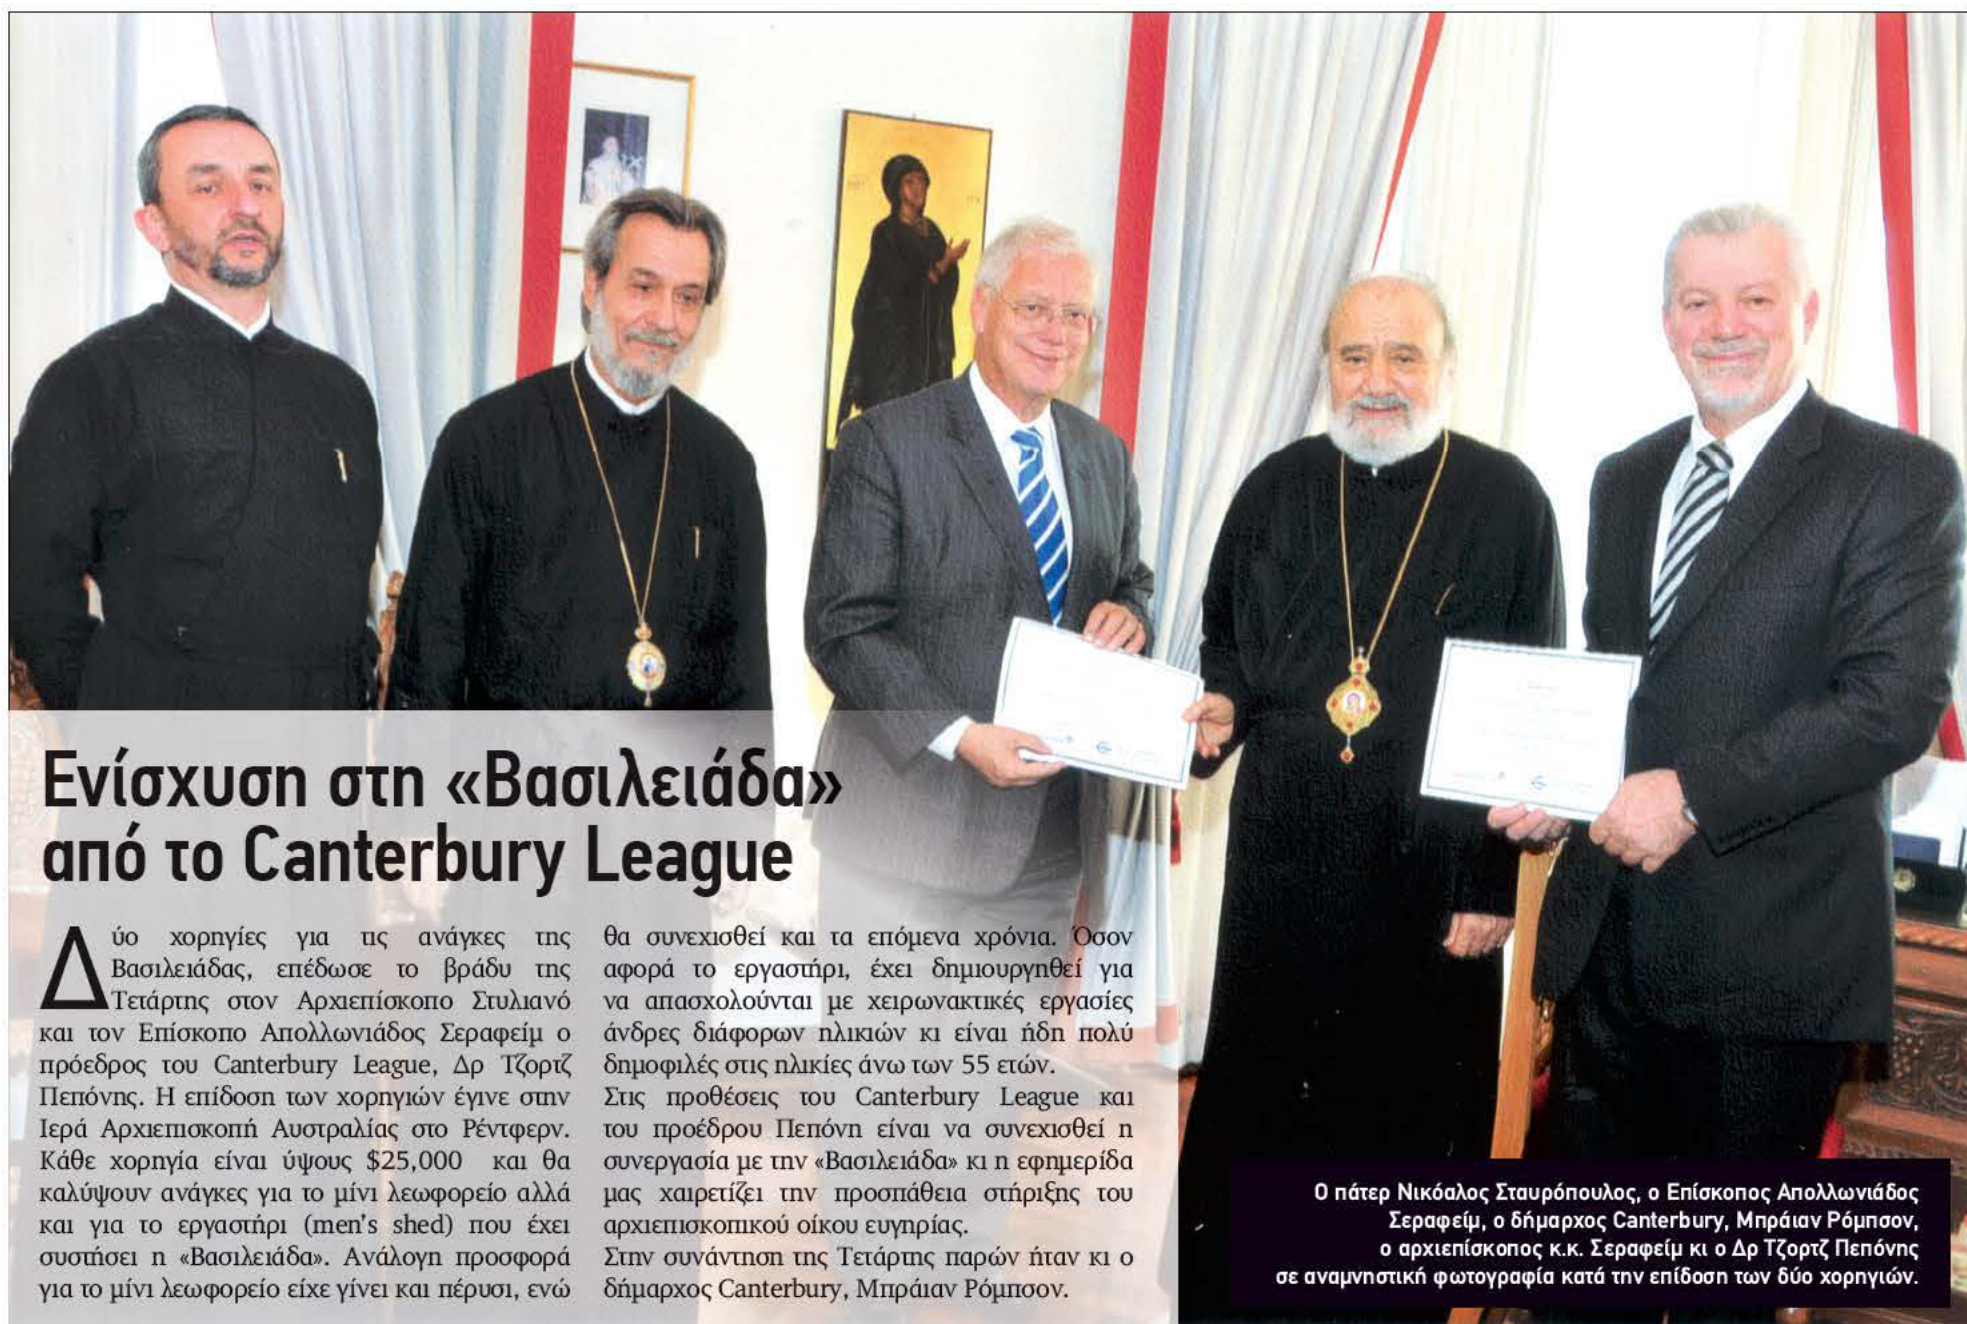 Ενίσχυση στη «Βασιλειάδα»
από το Canterbury League
Δύο χορηγίες για τις ανάγκες της
Βασιλειάδας, επέδωσε το βράδυ της
Τετάρτης στον Αρχιεπίσκοπο Στυλιανό
και τον Επίσκοπο Απολλωνιάδος Σεραφείμ ο
πρόεδρος του Canterbury League, Δρ Τζορτζ
Πεπόνης. Η επίδοση των χορηγιών έγινε στην
Ιερά Αρχιεπισκοπή Αυστραλίας στο Ρέντφερν.
Κάθε χορηγία είναι ύψους $25,000 και θα
καλύψουν ανάγκες για το μίνι λεωφορείο αλλά
και για το εργαστήρι (men's shed) που έχει
συστήσει η «Βασιλειάδα». Ανάλογη προσφορά
για το μίνι λεωφορείο είχε γίνει και πέρυσι, ενώ
θα συνεχισθεί και τα επόμενα χρόνια. Όσον
αφορά το εργαστήρι, έχει δημιουργηθεί για
να απασχολούνται με χειρωνακτικές εργασίες
άνδρες διάφορων ηλικιών κι είναι ήδη πολύ
δημοφιλές στις ηλικίες άνω των 55 ετών.
Στις προθέσεις του Canterbury League και
του προέδρου Πεπόνη είναι να συνεχισθεί η
συνεργασία με την «Βασιλειάδα» κι η εφημερίδα
μας χαιρετίζει την προσπάθεια στήριξης του
αρχιεπισκοπικού οίκου ευγηρίας.
Στην συνάντηση της Τετάρτης παρών ήταν κι ο
δήμαρχος Canterbury, Μπράιαν Ρόμπσον.
Ο πάτερ Νικόαλος Σταυρόπουλος, ο Επίσκοπος Απολλωνιάδος
Σεραφείμ, ο δήμαρχος Canterbury, Μπράιαν Ρόμπσον,
ο αρχιεπίσκοπος κ.κ. Σεραφείμ κι ο Δρ Τζορτζ Πεπόνης
σε αναμνηστική φωτογραφία κατά την επίδοση των δύο χορηγιών.